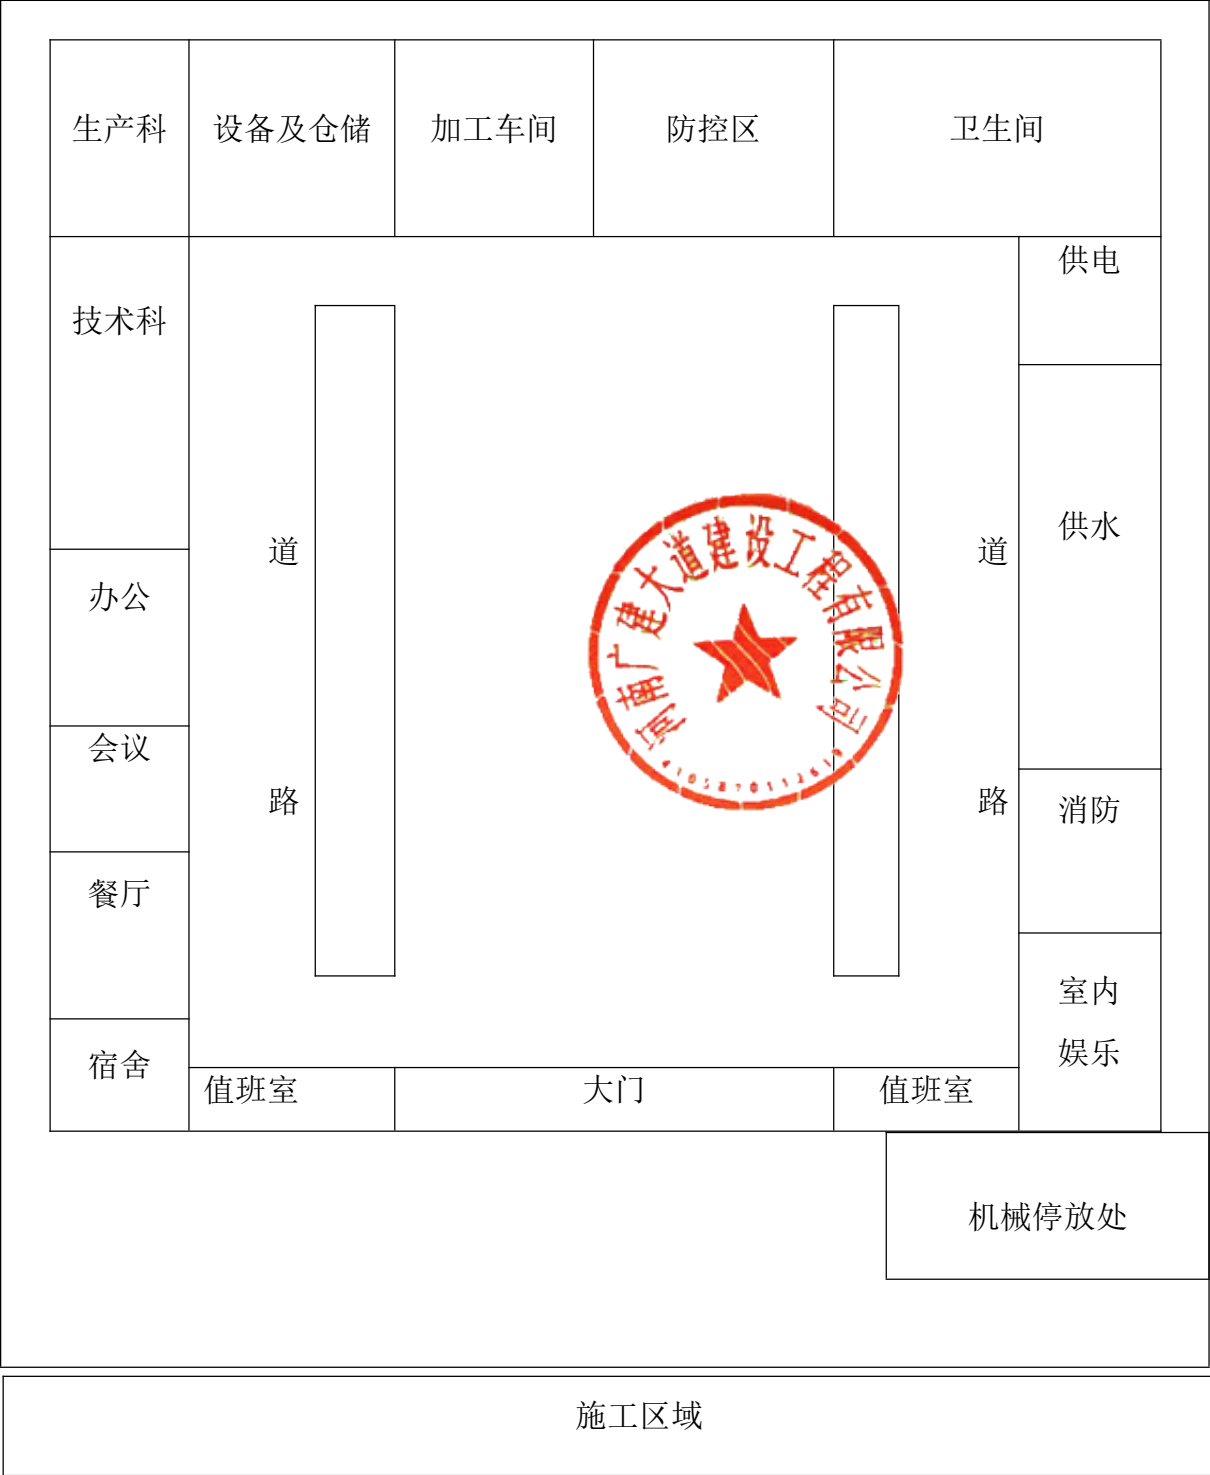 生产科 设备及仓储 加工车间 防控区 卫生间
供电
技术科
供水
道 道
办公
会议
路 路
消防
餐厅
室内
娱乐
宿舍
值班室 大门 值班室
机械停放处
施工区域
河南广建大道建设工程有限公司